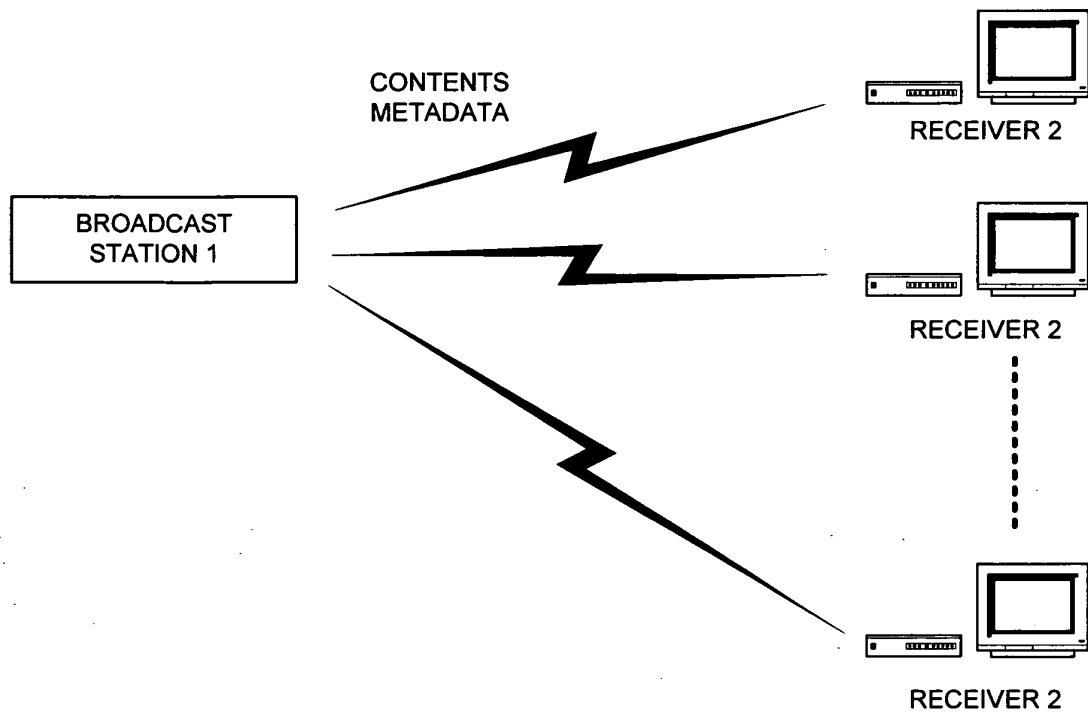 CONTENTS
METADATA
RECEIVER 2
BROADCAST
STATION 1
RECEIVER 2
RECEIVER 2